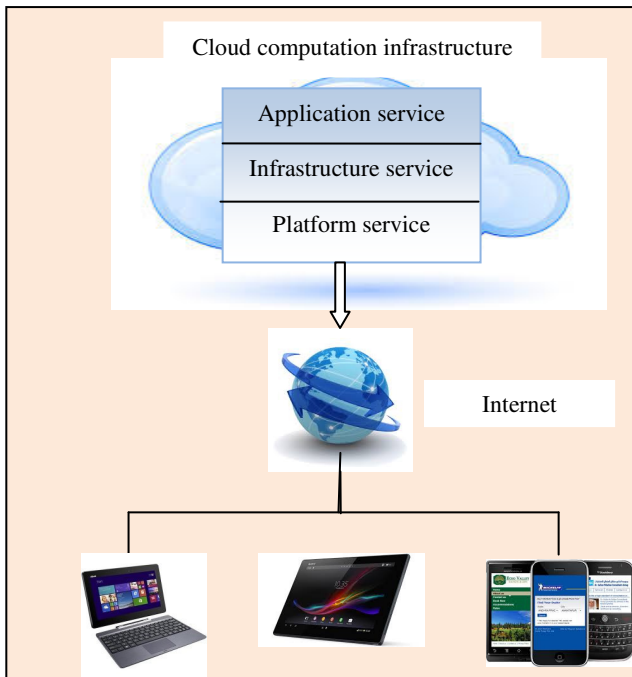 Cloud computation infrastructure
Application service
Infrastructure service
Platform service
Internet